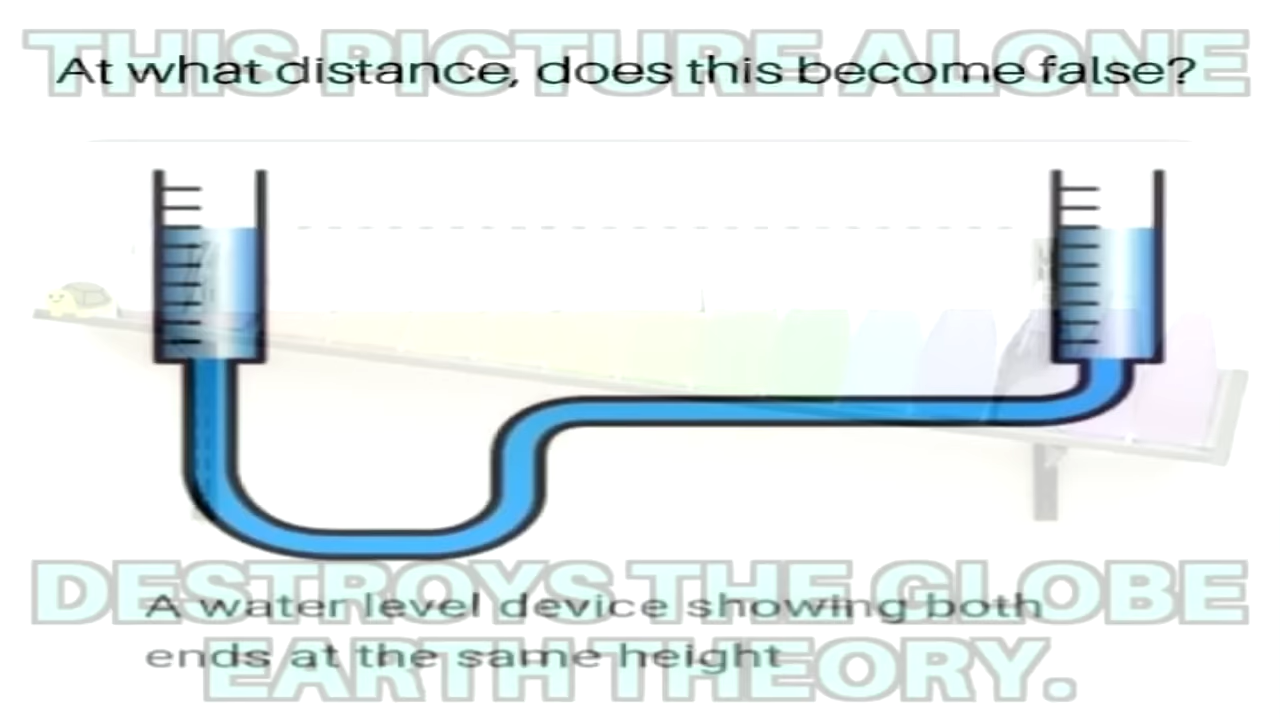 THIS PICTURE ALONE
At what distance, does this become false?
DESTROYS THE GLOBE
A water level device showing both
ends at the same height
EARTH THEORY.